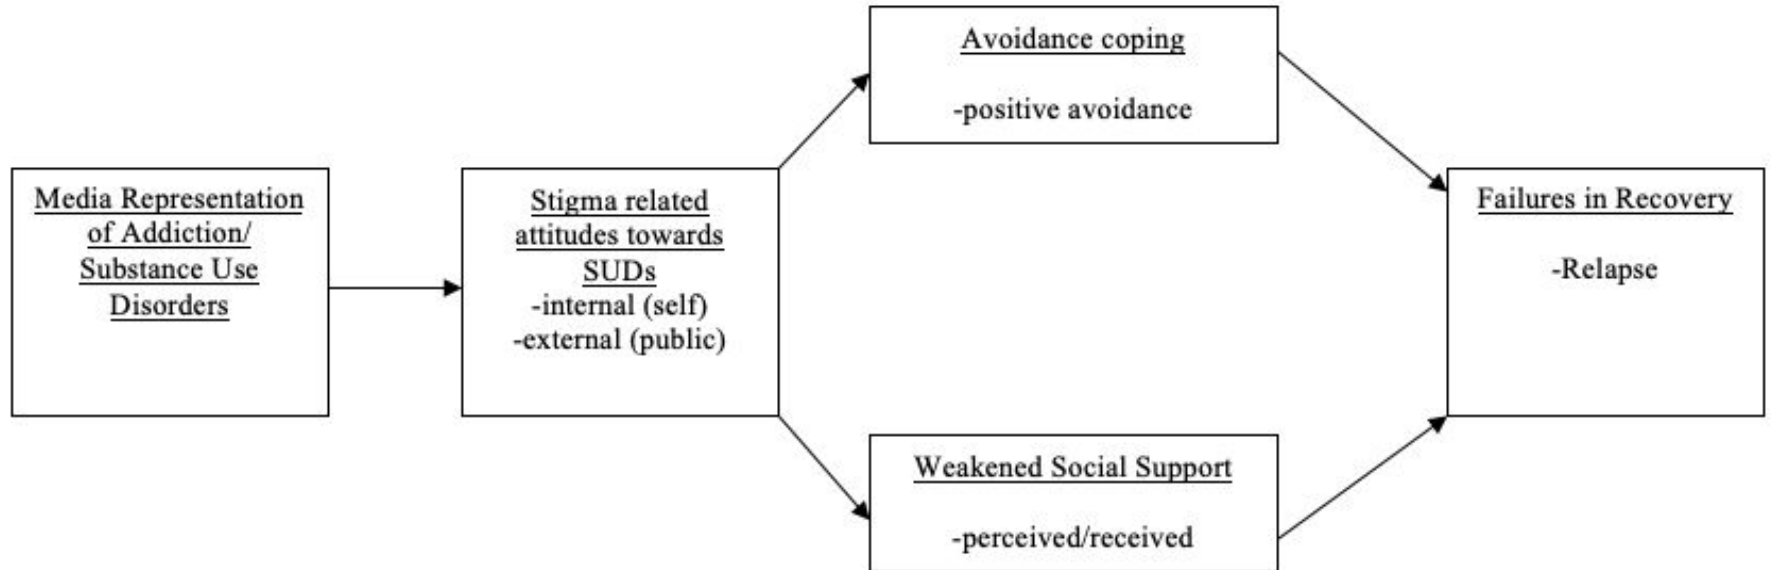 Avoidance coping
-positive avoidance
Media Representation
of Addiction/
Substance Use
Disorders
Stigma related
attitudes towards
SUDs
-internal (self)
-external (public)
Failures in Recovery
-Relapse
Weakened Social Support
-perceived/received